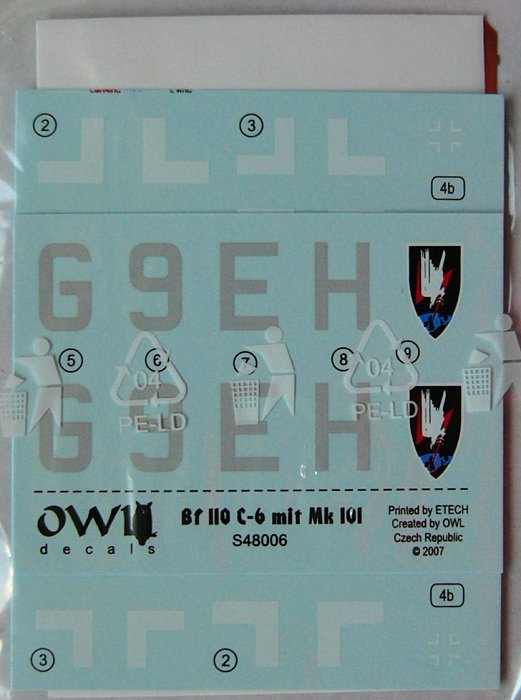 2 3
4b
G9EH
5 6 7 8 9
04 04
PE-LD PE-LD
G9EH
OWL
decals
Bf 110 C-6 mit Mk 101
S48006
Printed by ETECH
Created by OWL
Czech Republic
© 2007
4b
3 2